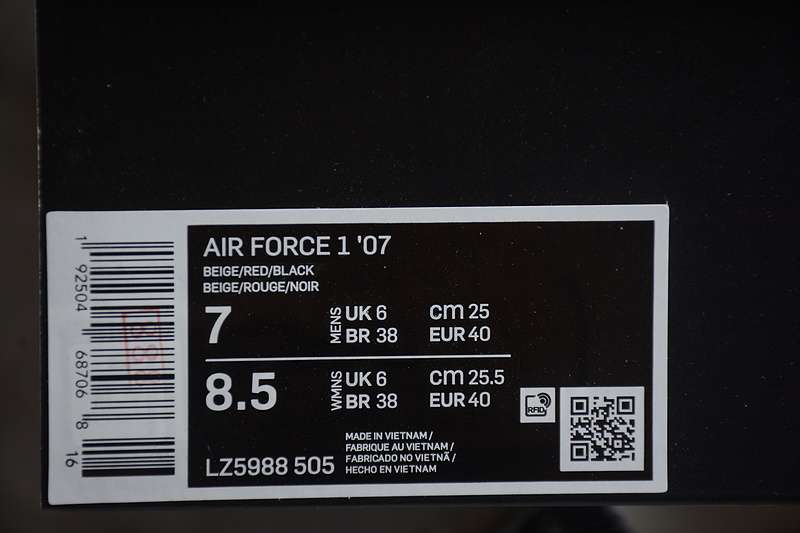 AIR FORCE 1 '07
BEIGE/RED/BLACK
BEIGE/ROUGE/NOIR
7 MENS UK 6 cm 25
BR 38 EUR 40
8.5 WMNS UK 6 cm 25.5
BR 38 EUR 40
RFID
MADE IN VIETNAM /
FABRIQUE AU VIETNAM /
FABRICADO NO VIETNÃ /
HECHO EN VIETNAM
LZ5988 505
1 92504 68706 8 16